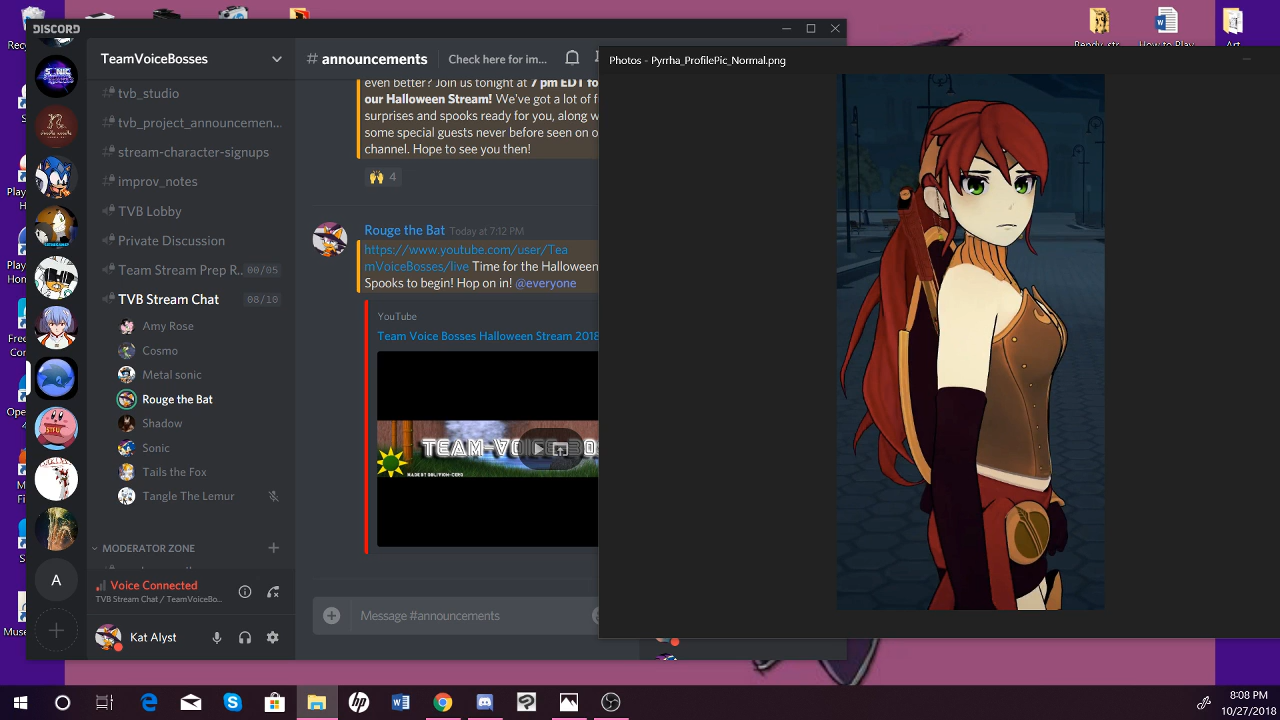 DISCORD
TeamVoiceBosses
# announcements
Check here for im...
tvb_studio
tvb_project_announcemen...
stream-character-signups
improv_notes
TVB Lobby
Private Discussion
Team Stream Prep R..
00/05
TVB Stream Chat
08/10
Amy Rose
Cosmo
Metal sonic
Rouge the Bat
Shadow
Sonic
Tails the Fox
Tangle The Lemur
MODERATOR ZONE
A
Voice Connected
TVB Stream Chat / TeamVoiceBo...
Kat Alyst
even better? Join us tonight at 7pm EDT to
our Halloween Stream! We've got a lot of f
surprises and spooks ready for you, along w
some special guests never before seen on o
channel. Hope to see you then!
4
Rouge the Bat Today at 7:12 PM
https://www.youtube.com/user/Tea
mVoiceBosses/live Time for the Halloween
Spooks to begin! Hop on in! @everyone
YouTube
Team Voice Bosses Halloween Stream 2018
TEAM-VOICE BOS
MADE BY OBLIVION-CERO
Message #announcements
Photos - Pyrrha_ProfilePic_Normal.png
How to Play
Art
8:08 PM
10/27/2018